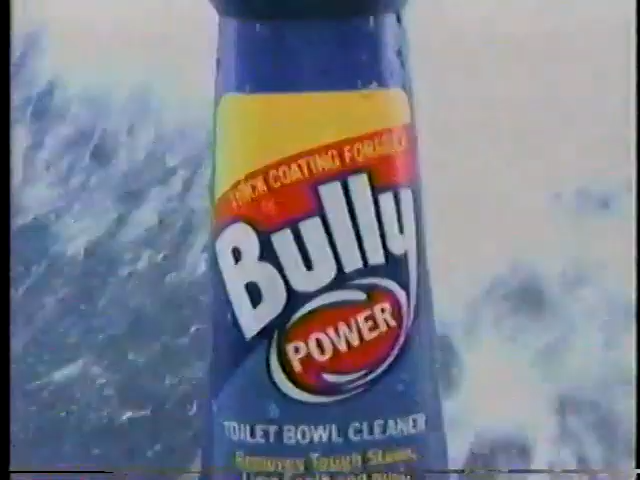 THICK COATING FORMULA
Bully
POWER
TOILET BOWL CLEANER
Removes Tough Stains,